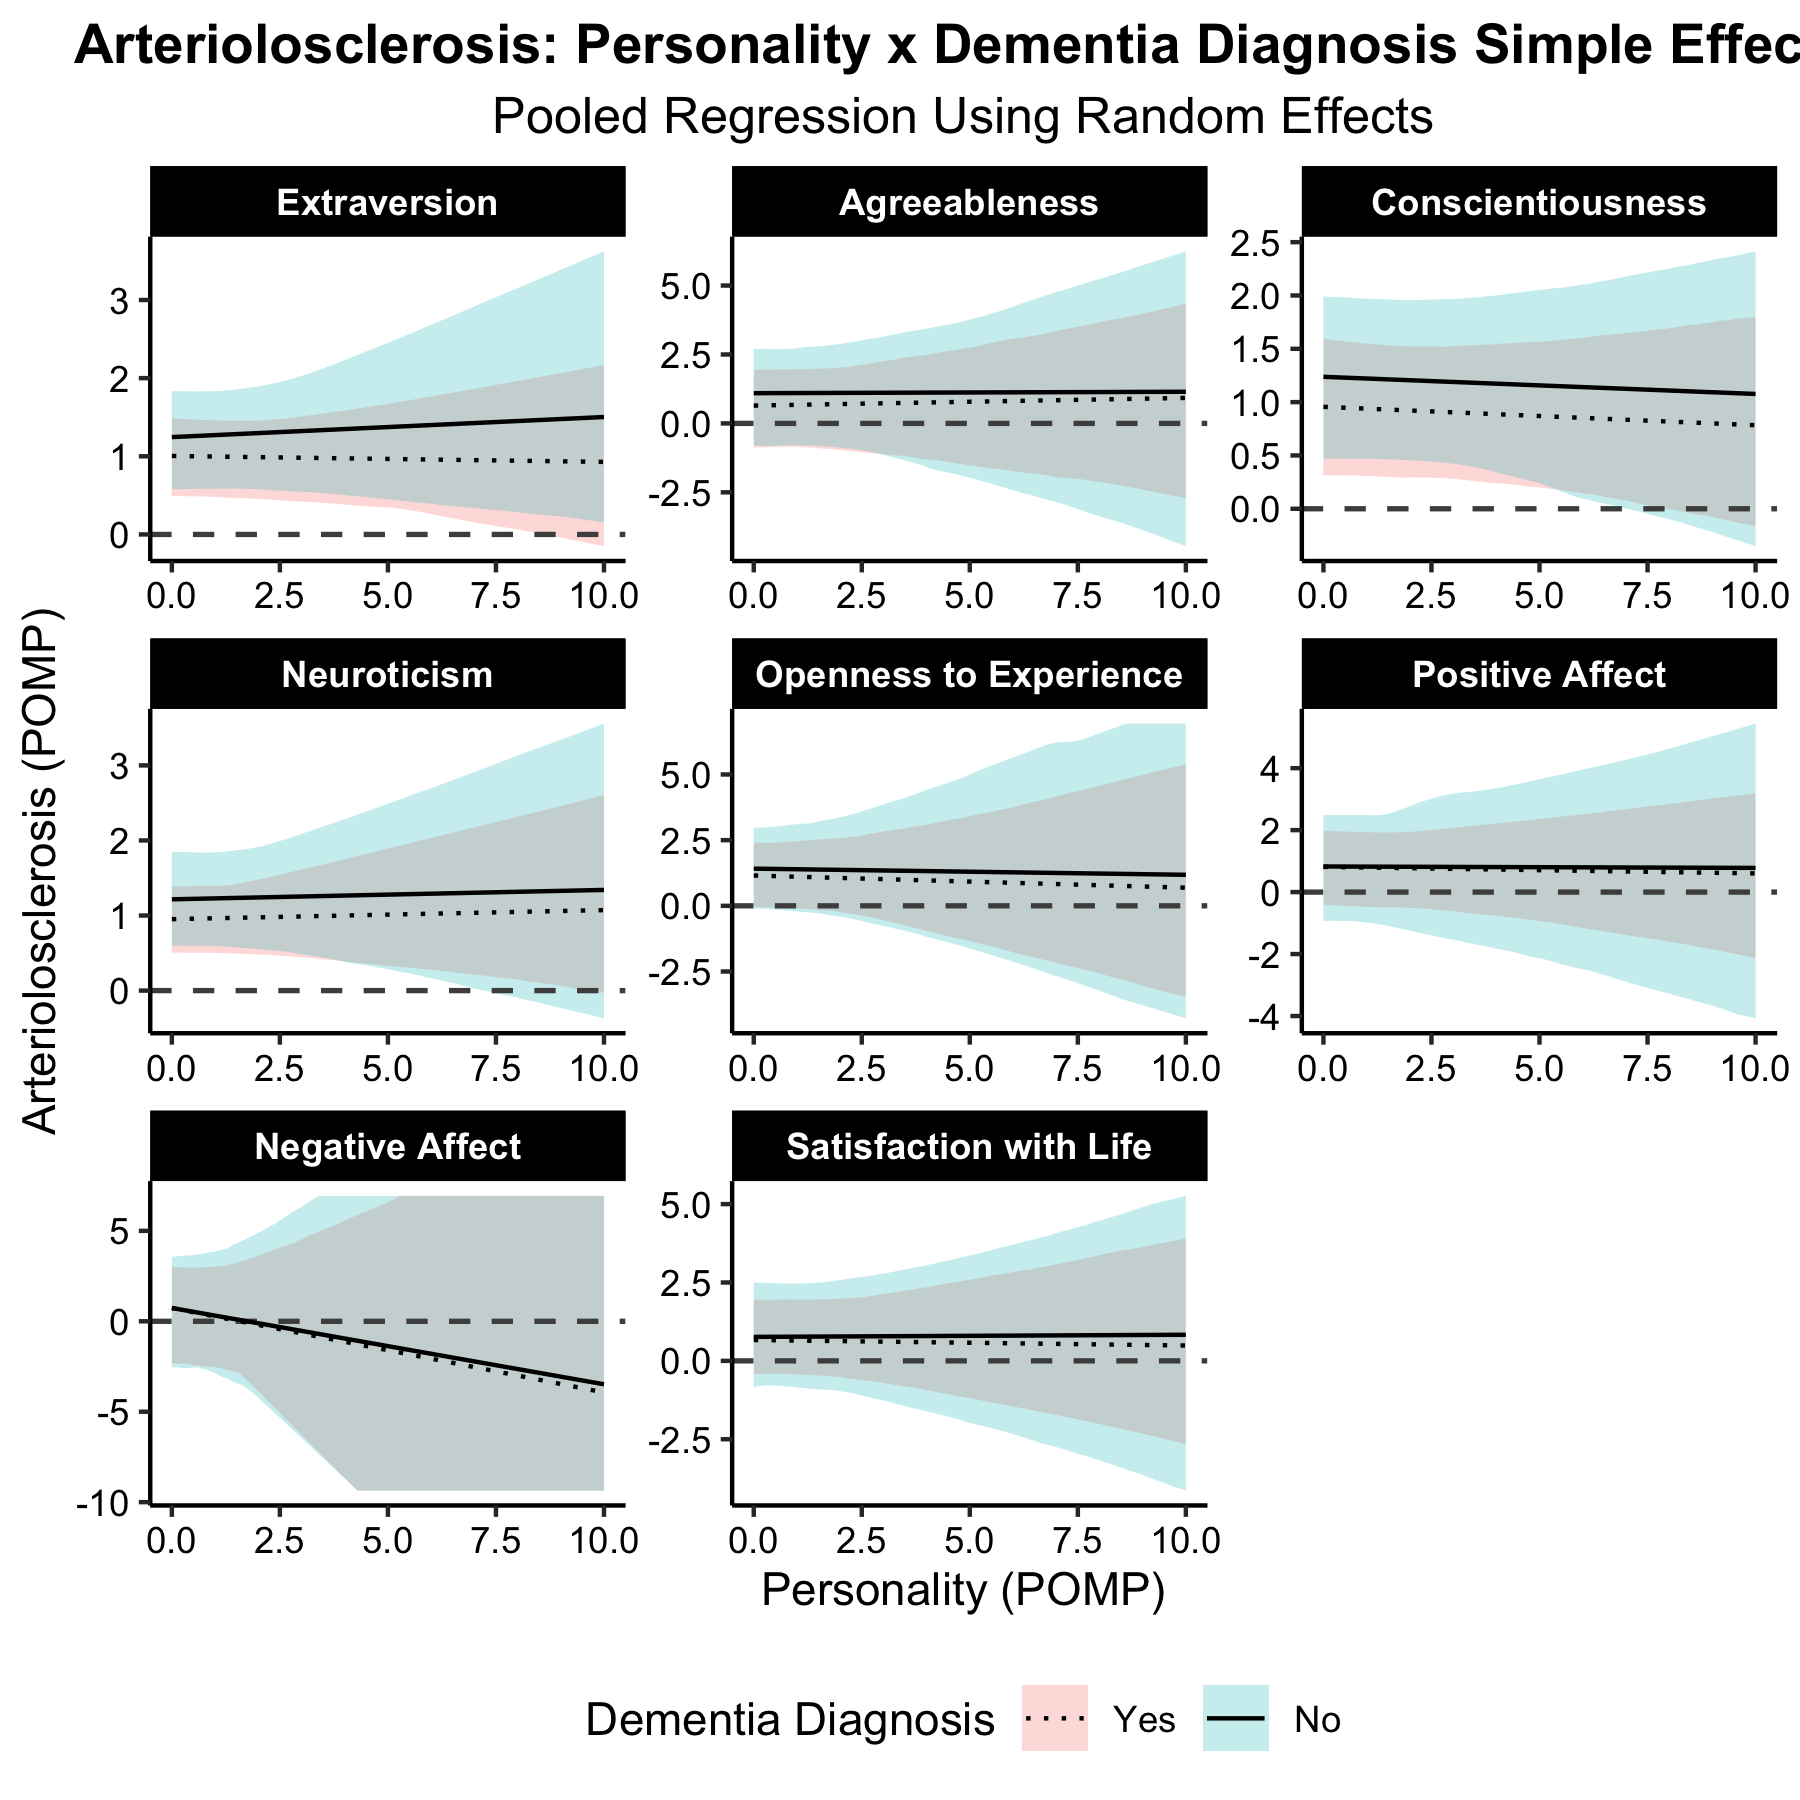 Arteriolosclerosis: Personality x Dementia Diagnosis Simple Effec
Pooled Regression Using Random Effects
Extraversion
Agreeableness
Conscientiousness
3
2
1
0
0.0 2.5 5.0 7.5 10.0
5.0
2.5
0.0
-2.5
0.0 2.5 5.0 7.5 10.0
2.5
2.0
1.5
1.0
0.5
0.0
0.0 2.5 5.0 7.5 10.0
Arteriolosclerosis (POMP)
Neuroticism
Openness to Experience
Positive Affect
3
2
1
0
0.0 2.5 5.0 7.5 10.0
5.0
2.5
0.0
-2.5
0.0 2.5 5.0 7.5 10.0
4
2
0
-2
-4
0.0 2.5 5.0 7.5 10.0
Negative Affect
Satisfaction with Life
5
0
-5
-10
0.0 2.5 5.0 7.5 10.0
5.0
2.5
0.0
-2.5
0.0 2.5 5.0 7.5 10.0
Personality (POMP)
Dementia Diagnosis Yes No